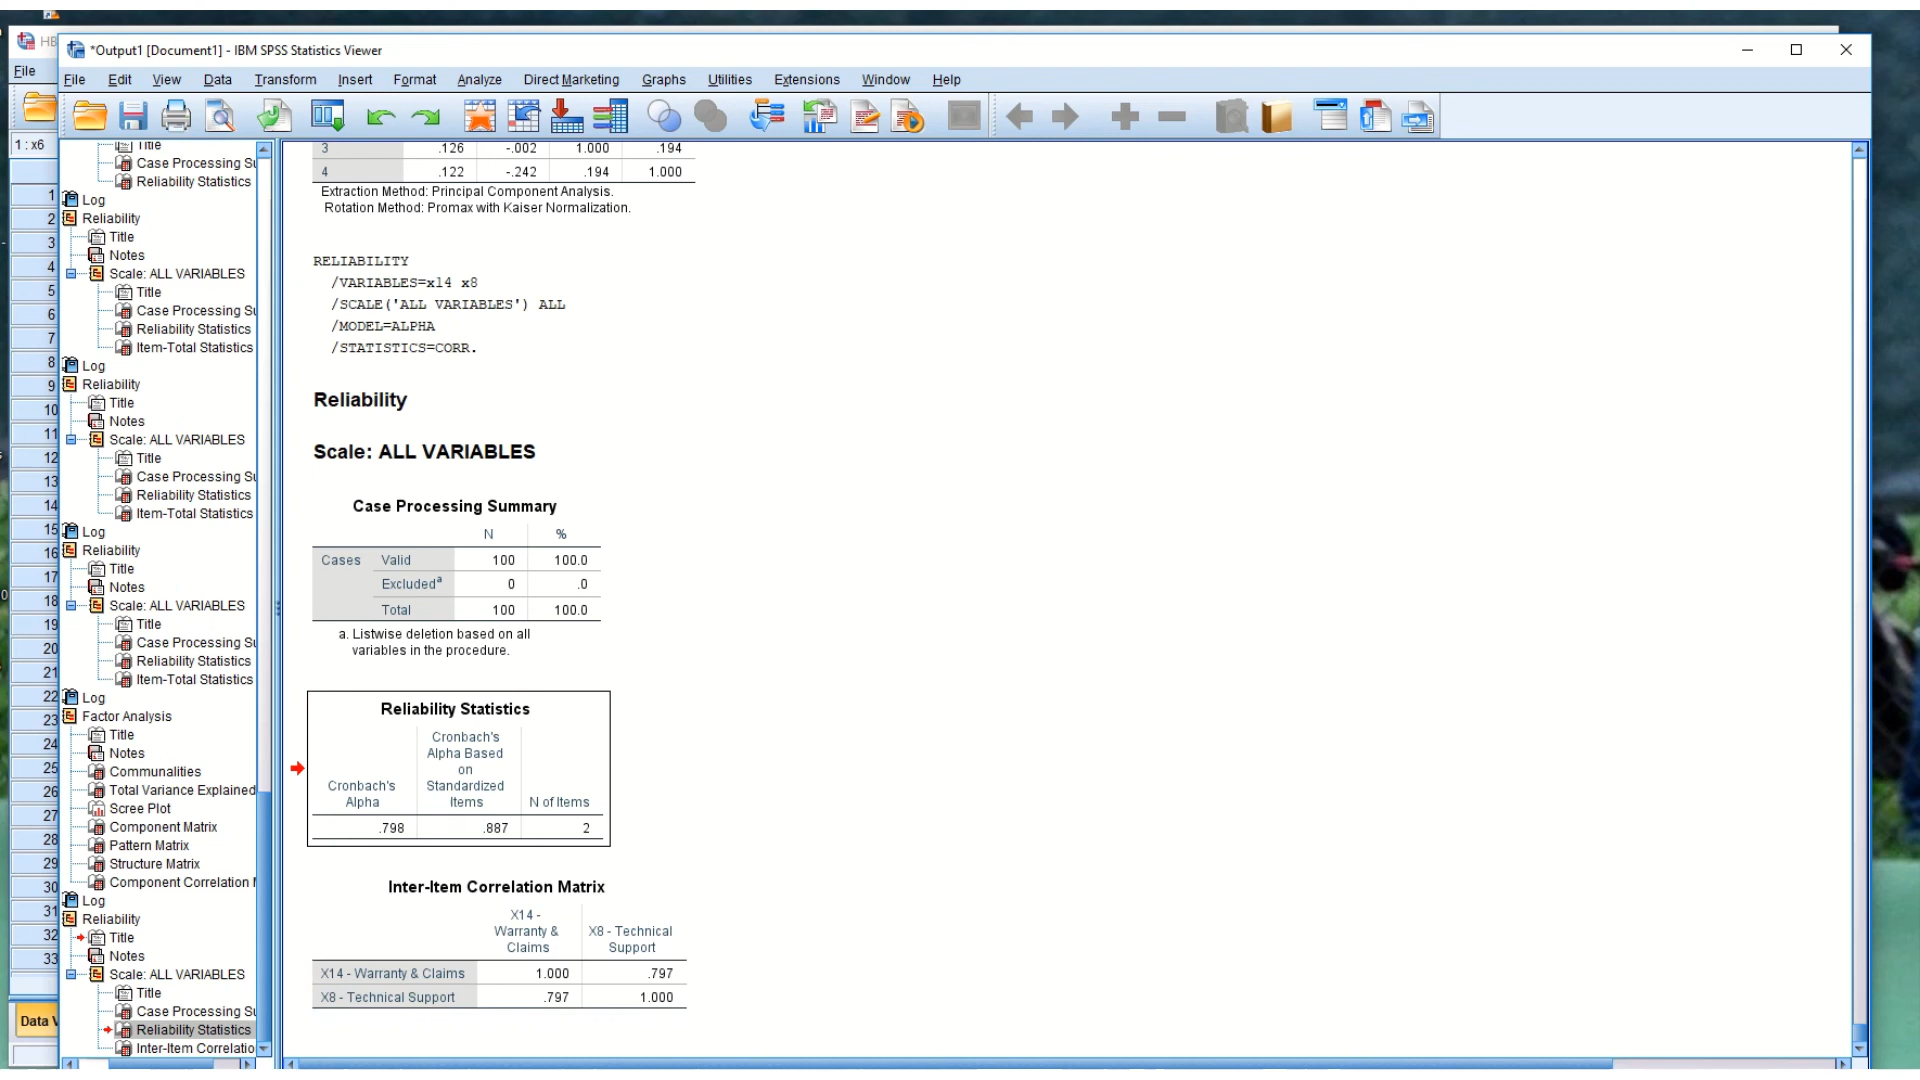 HB
*Output1 [Document1] - IBM SPSS Statistics Viewer
File
File Edit View Data Transform Insert Format Analyze Direct Marketing Graphs Utilities Extensions Window Help
1 : x6
Title
Case Processing Su
Reliability Statistics
Log
Reliability
Title
Notes
Scale: ALL VARIABLES
Title
Case Processing Su
Reliability Statistics
Item-Total Statistics
Log
Reliability
Title
Notes
Scale: ALL VARIABLES
Title
Case Processing Su
Reliability Statistics
Item-Total Statistics
Log
Reliability
Title
Notes
Scale: ALL VARIABLES
Title
Case Processing Su
Reliability Statistics
Item-Total Statistics
Log
Factor Analysis
Title
Notes
Communalities
Total Variance Explained
Scree Plot
Component Matrix
Pattern Matrix
Structure Matrix
Component Correlation
Log
Reliability
Title
Notes
Scale: ALL VARIABLES
Title
Case Processing Su
Reliability Statistics
Inter-Item Correlatio
1
2
3
4
5
6
7
8
9
10
11
12
13
14
15
16
17
18
19
20
21
22
23
24
25
26
27
28
29
30
31
32
33
Data V
3 .126 -.002 1.000 .194
4 .122 -.242 .194 1.000
Extraction Method: Principal Component Analysis.
Rotation Method: Promax with Kaiser Normalization.
RELIABILITY
/VARIABLES=x14 x8
/SCALE('ALL VARIABLES') ALL
/MODEL=ALPHA
/STATISTICS=CORR.
Reliability
Scale: ALL VARIABLES
Case Processing Summary
N %
Cases Valid 100 100.0
Excludedª 0 .0
Total 100 100.0
a. Listwise deletion based on all
variables in the procedure.
Reliability Statistics
Cronbach's
Alpha
Cronbach's
Alpha Based
on
Standardized
Items
N of Items
.798 .887 2
Inter-Item Correlation Matrix
X14 -
Warranty &
Claims
X8 - Technical
Support
X14 - Warranty & Claims 1.000 .797
X8 - Technical Support .797 1.000